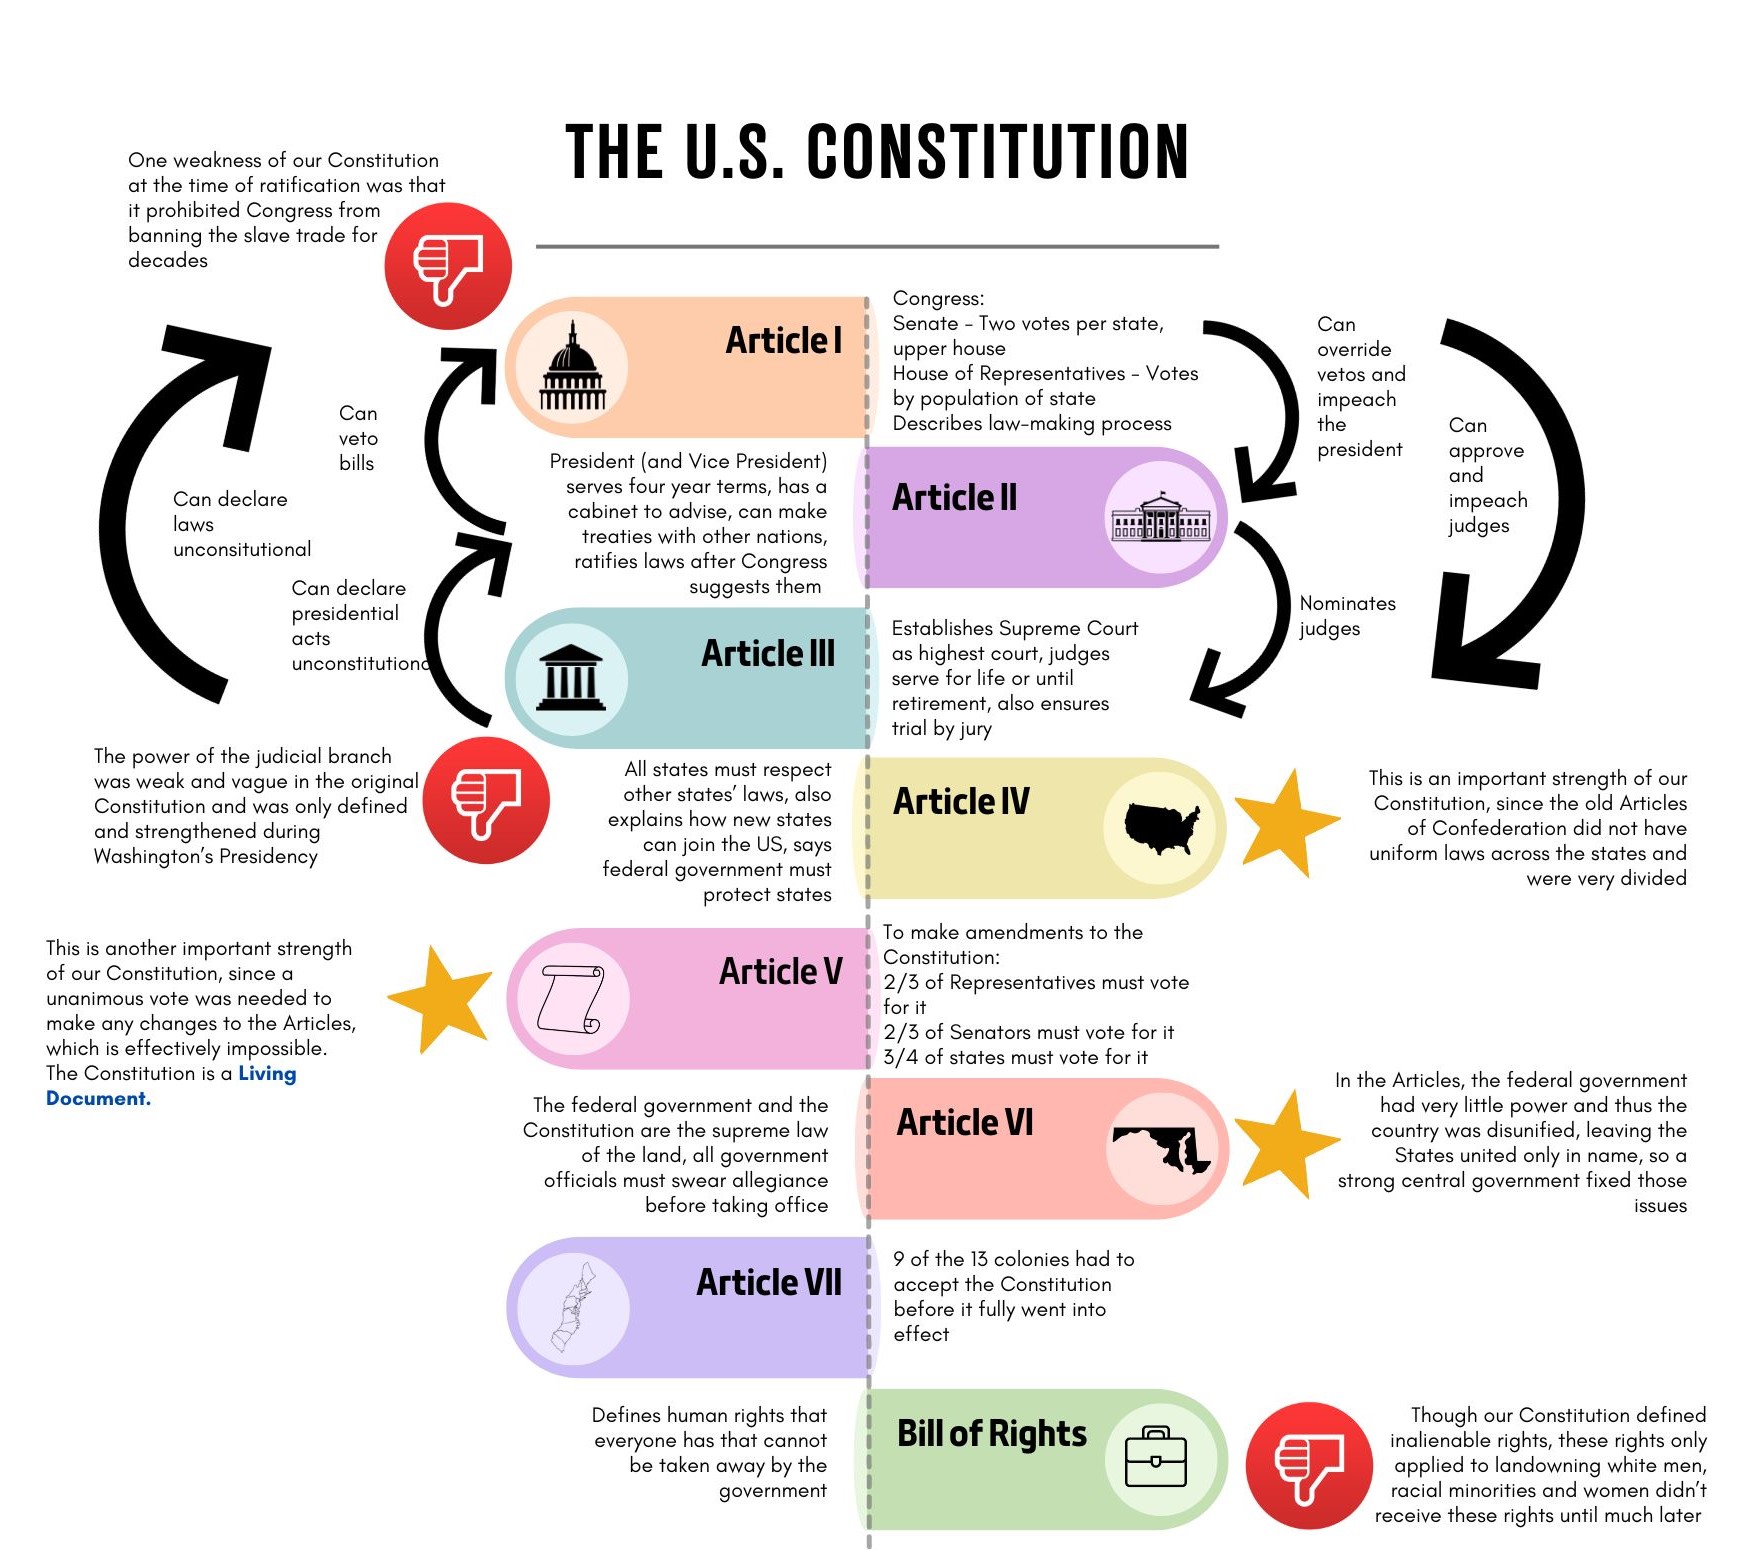 THE U.S. CONSTITUTION
One weakness of our Constitution
at the time of ratification was that
it prohibited Congress from
banning the slave trade for
decades
Article I
Congress:
Senate - Two votes per state,
upper house
House of Representatives - Votes
by population of state
Describes law-making process
Can
override
vetos and
impeach
the
president
Can
approve
and
impeach
judges
Can
veto
bills
Can declare
laws
unconsitutional
Can declare
presidential
acts
unconstitutional
President (and Vice President)
serves four year terms, has a
cabinet to advise, can make
treaties with other nations,
ratifies laws after Congress
suggests them
Article II
Nominates
judges
Article III
Establishes Supreme Court
as highest court, judges
serve for life or until
retirement, also ensures
trial by jury
The power of the judicial branch
was weak and vague in the original
Constitution and was only defined
and strengthened during
Washington's Presidency
All states must respect
other states' laws, also
explains how new states
can join the US, says
federal government must
protect states
Article IV
This is an important strength of our
Constitution, since the old Articles
of Confederation did not have
uniform laws across the states and
were very divided
This is another important strength
of our Constitution, since a
unanimous vote was needed to
make any changes to the Articles,
which is effectively impossible.
The Constitution is a Living
Document.
Article V
To make amendments to the
Constitution:
2/3 of Representatives must vote
for it
2/3 of Senators must vote for it
3/4 of states must vote for it
The federal government and the
Constitution are the supreme law
of the land, all government
officials must swear allegiance
before taking office
Article VI
In the Articles, the federal government
had very little power and thus the
country was disunified, leaving the
States united only in name, so a
strong central government fixed those
issues
Article VII
9 of the 13 colonies had to
accept the Constitution
before it fully went into
effect
Defines human rights that
everyone has that cannot
be taken away by the
government
Bill of Rights
Though our Constitution defined
inalienable rights, these rights only
applied to landowning white men,
racial minorities and women didn't
receive these rights until much later